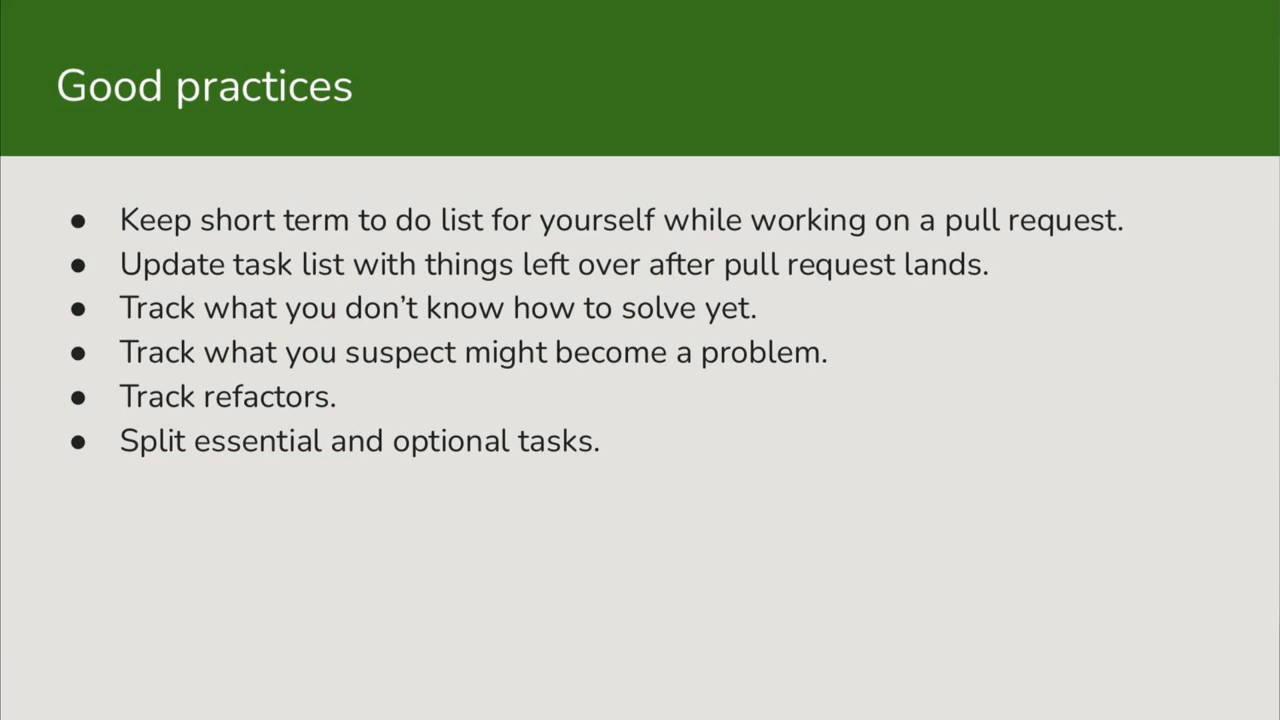 Good practices
● Keep short term to do list for yourself while working on a pull request.
● Update task list with things left over after pull request lands.
● Track what you don’t know how to solve yet.
● Track what you suspect might become a problem.
● Track refactors.
● Split essential and optional tasks.